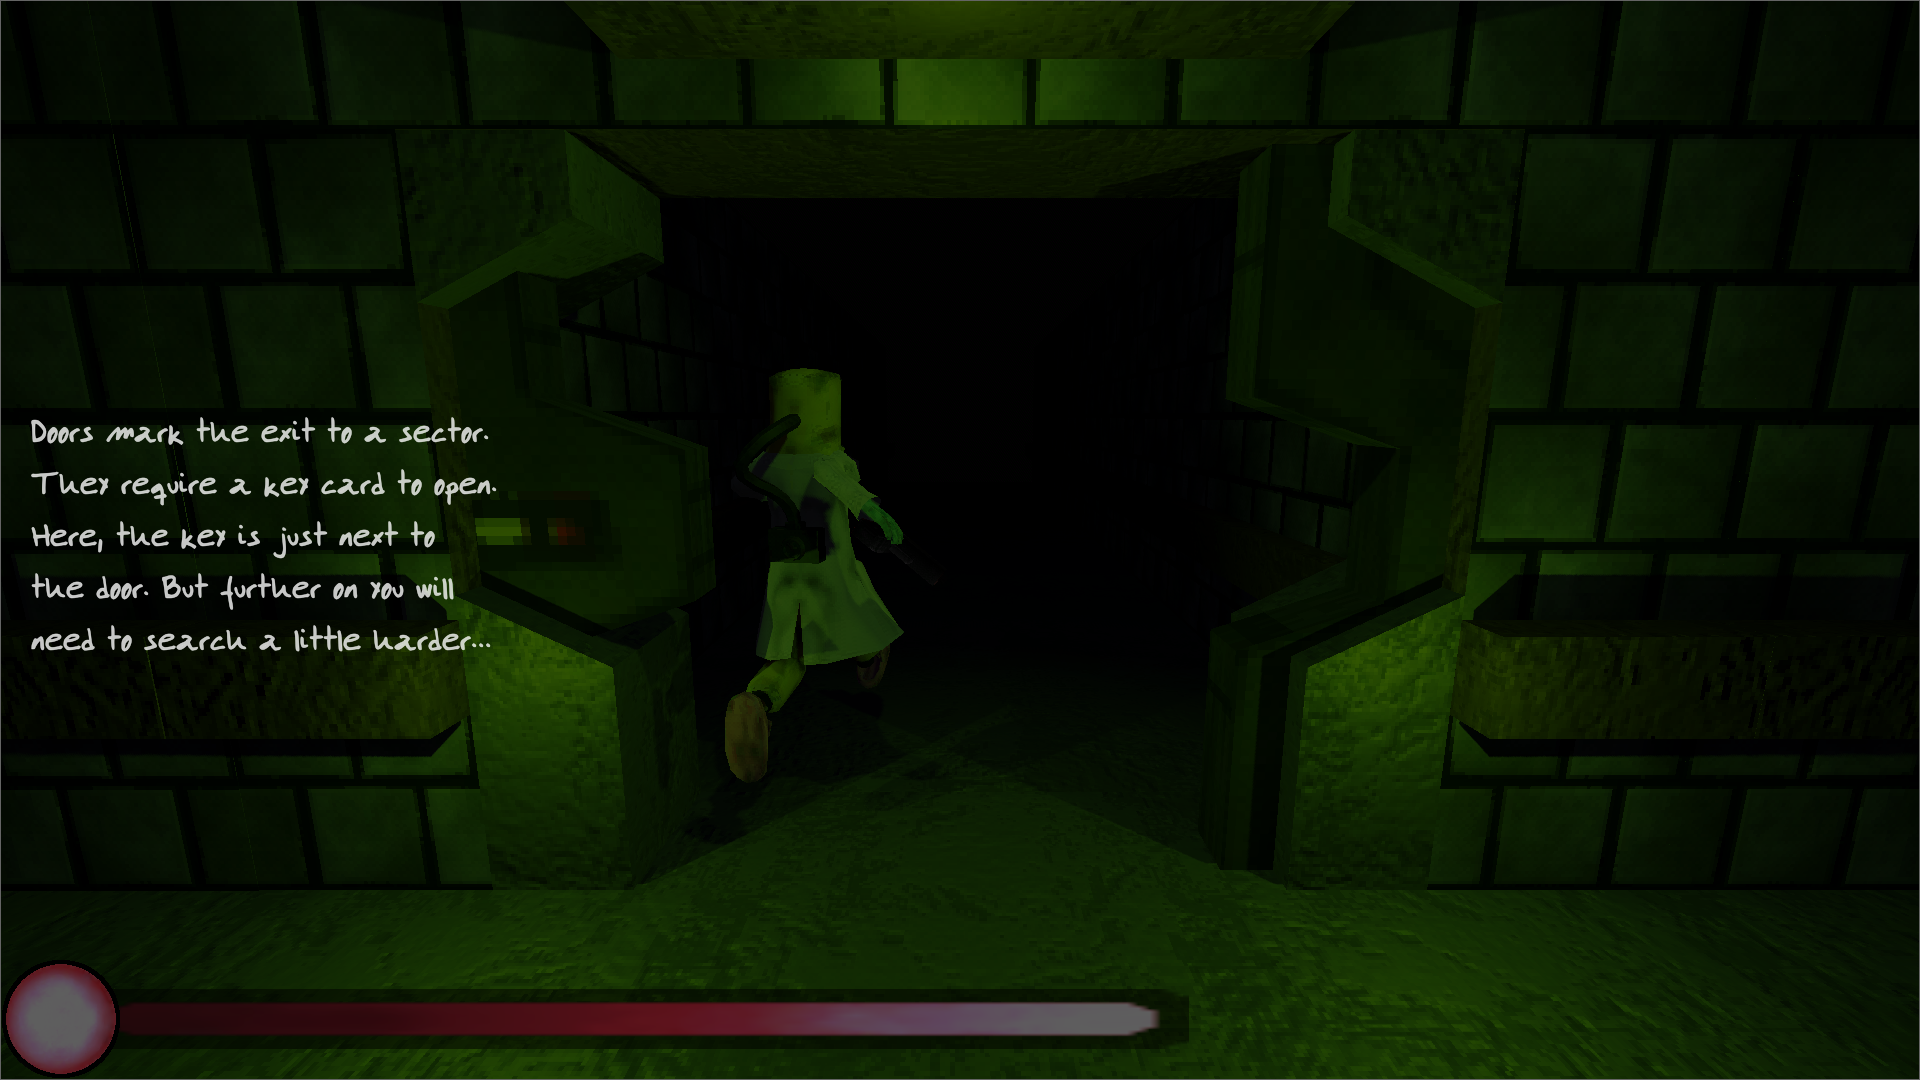 Doors mark the exit to a sector.
They require a key card to open.
Here, the key is just next to
the door. But further on you will
need to search a little harder...